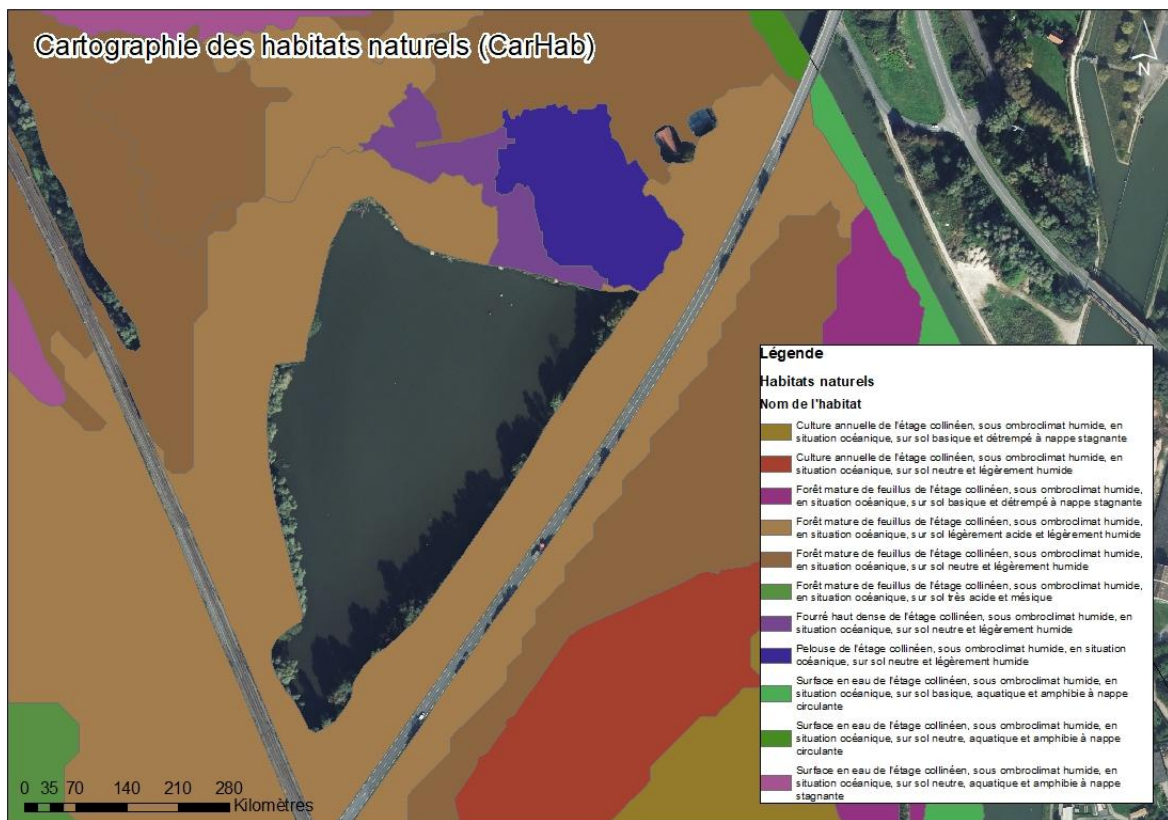 Cartographie des habitats naturels (CarHab)
N
Légende
Habitats naturels
Nom de l'habitat
Culture annuelle de l'étage collinéen, sous ombroclimat humide, en
situation océanique, sur sol basique et détrempé à nappe stagnante
Culture annuelle de l'étage collinéen, sous ombroclimat humide, en
situation océanique, sur sol neutre et légèrement humide
Forêt mature de feuillus de l'étage collinéen, sous ombroclimat humide,
en situation océanique, sur sol basique et détrempé à nappe stagnante
Forêt mature de feuillus de l'étage collinéen, sous ombroclimat humide,
en situation océanique, sur sol légèrement acide et légèrement humide
Forêt mature de feuillus de l'étage collinéen, sous ombroclimat humide,
en situation océanique, sur sol neutre et légèrement humide
Forêt mature de feuillus de l'étage collinéen, sous ombroclimat humide,
en situation océanique, sur sol très acide et mésique
Fourré haut dense de l'étage collinéen, sous ombroclimat humide, en
situation océanique, sur sol neutre et légèrement humide
Pelouse de l'étage collinéen, sous ombroclimat humide, en situation
océanique, sur sol neutre et légèrement humide
Surface en eau de l'étage collinéen, sous ombroclimat humide, en
situation océanique, sur sol basique, aquatique et amphibie à nappe
circulante
Surface en eau de l'étage collinéen, sous ombroclimat humide, en
situation océanique, sur sol neutre, aquatique et amphibie à nappe
circulante
Surface en eau de l'étage collinéen, sous ombroclimat humide, en
situation océanique, sur sol neutre, aquatique et amphibie à nappe
stagnante
0 35 70 140 210 280
Kilomètres